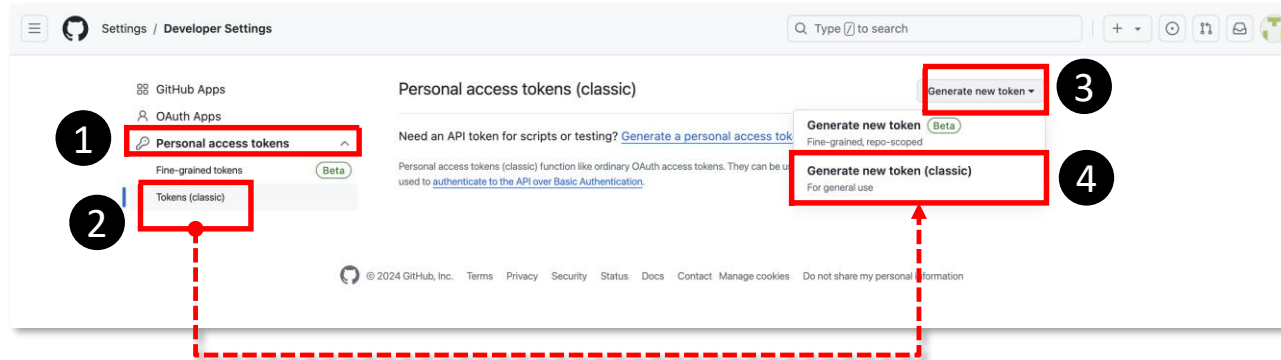 Settings / Developer Settings
Type / to search
GitHub Apps
OAuth Apps
1
Personal access tokens
Fine-grained tokens Beta
2
Tokens (classic)
Personal access tokens (classic)
Generate new token
3
Need an API token for scripts or testing? Generate a personal access tok
Personal access tokens (classic) function like ordinary OAuth access tokens. They can be u
used to authenticate to the API over Basic Authentication.
Generate new token Beta
Fine-grained, repo-scoped
Generate new token (classic)
For general use
4
© 2024 GitHub, Inc. Terms Privacy Security Status Docs Contact Manage cookies Do not share my personal information